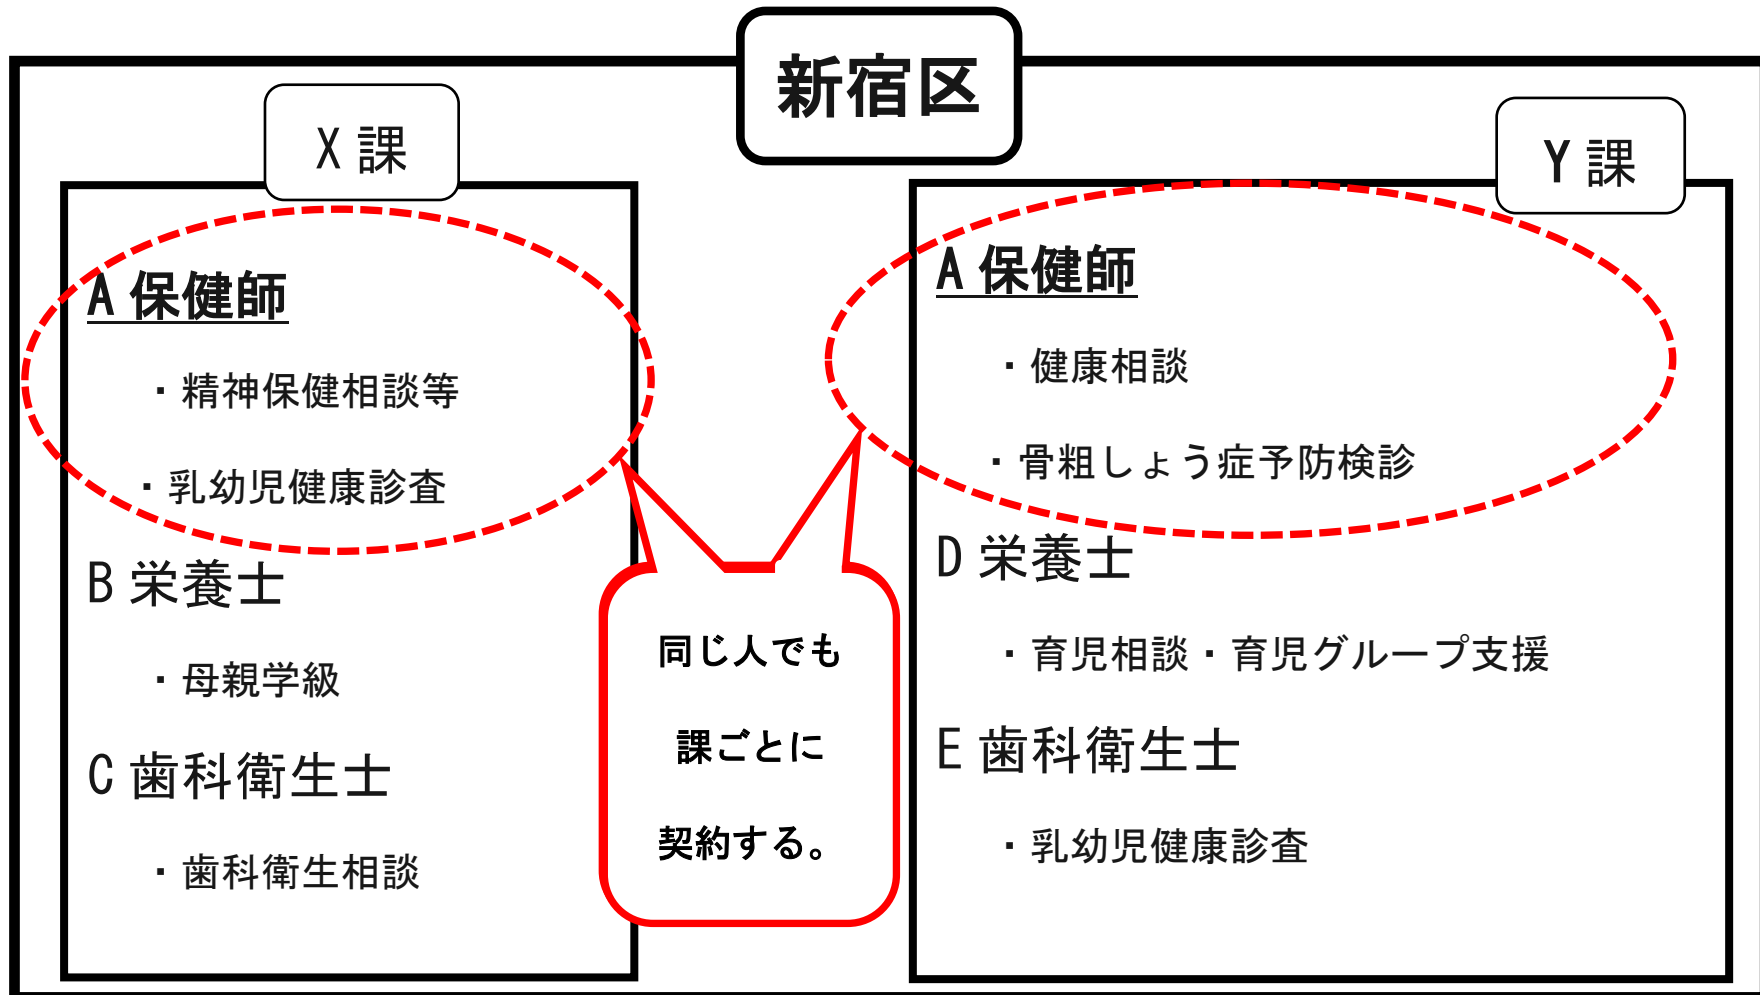 新宿区
X 課
A 保健師
・精神保健相談等
・乳幼児健康診査
B 栄養士
・母親学級
C 歯科衛生士
・歯科衛生相談
同じ人でも
課ごとに
契約する。
Y 課
A 保健師
・健康相談
・骨粗しょう症予防検診
D 栄養士
・育児相談・育児グループ支援
E 歯科衛生士
・乳幼児健康診査